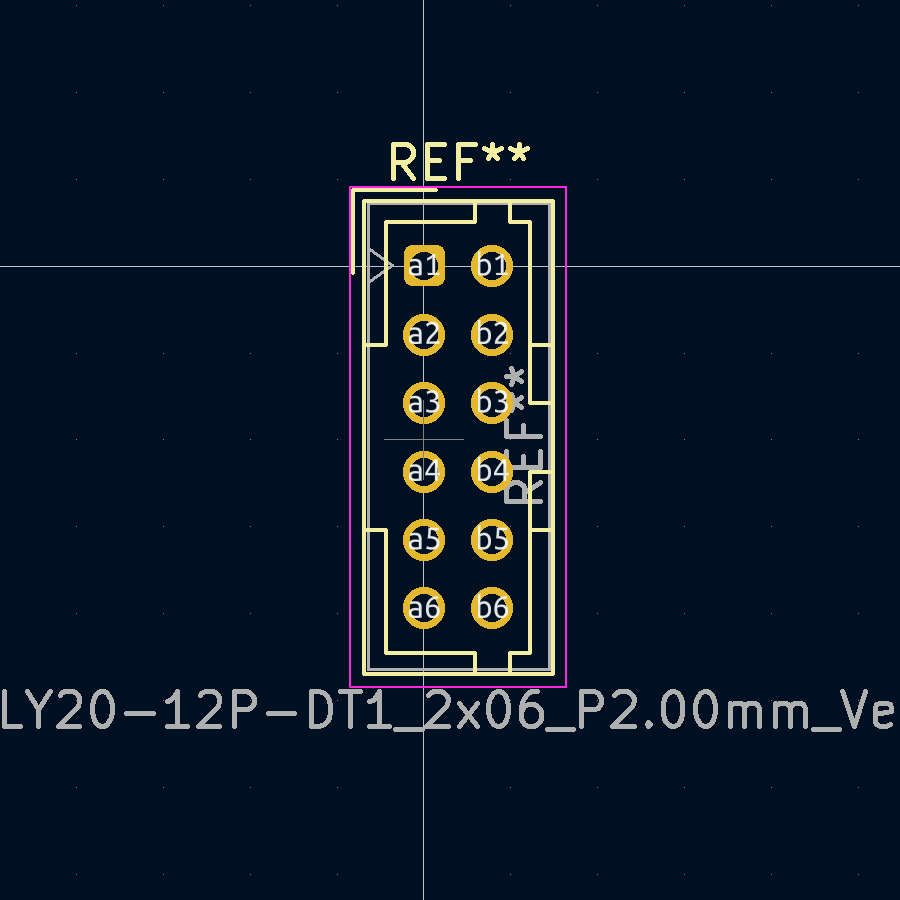 REF**
a1 b1
a2 b2
a3 b3
a4 b4
a5 b5
a6 b6
REF**
LY20-12P-DT1_2x06_P2.00mm_Ve